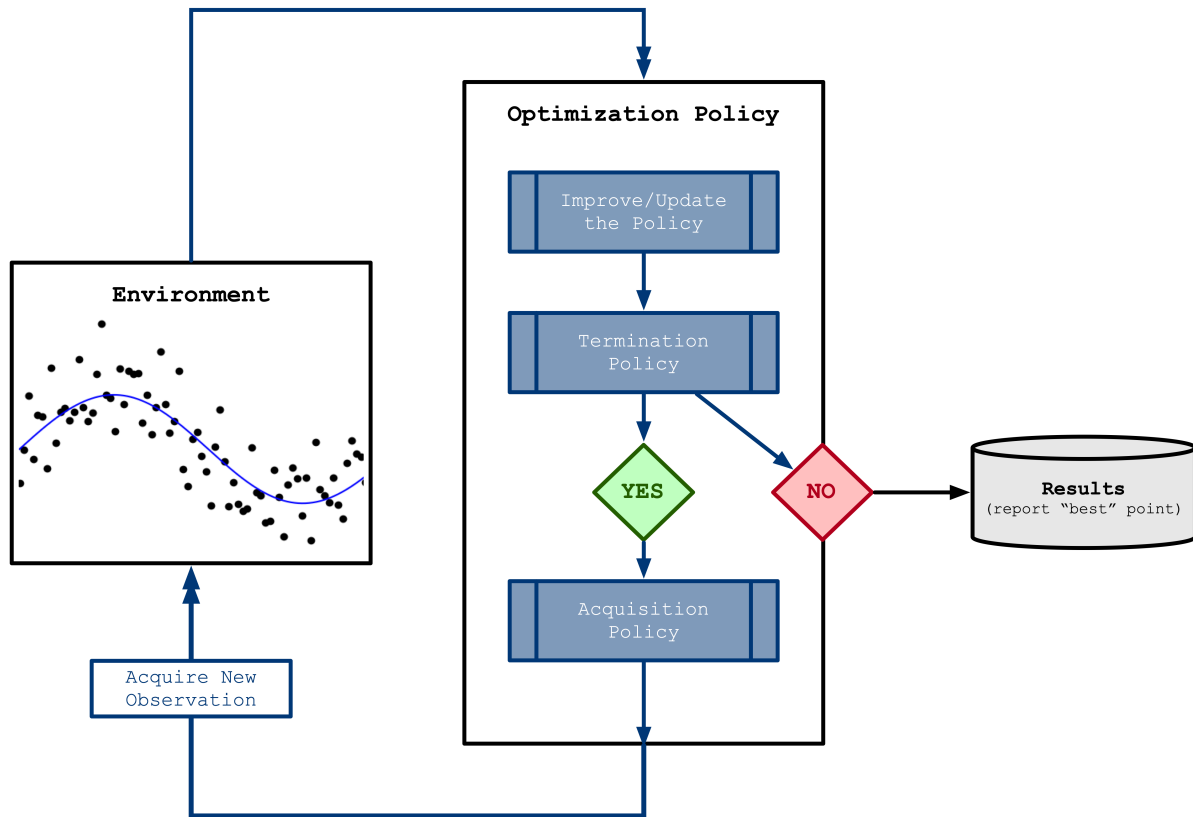 Optimization Policy
Improve/Update
the Policy
Environment
Termination
Policy
YES
NO
Results
(report “best” point)
Acquisition
Policy
Acquire New
Observation